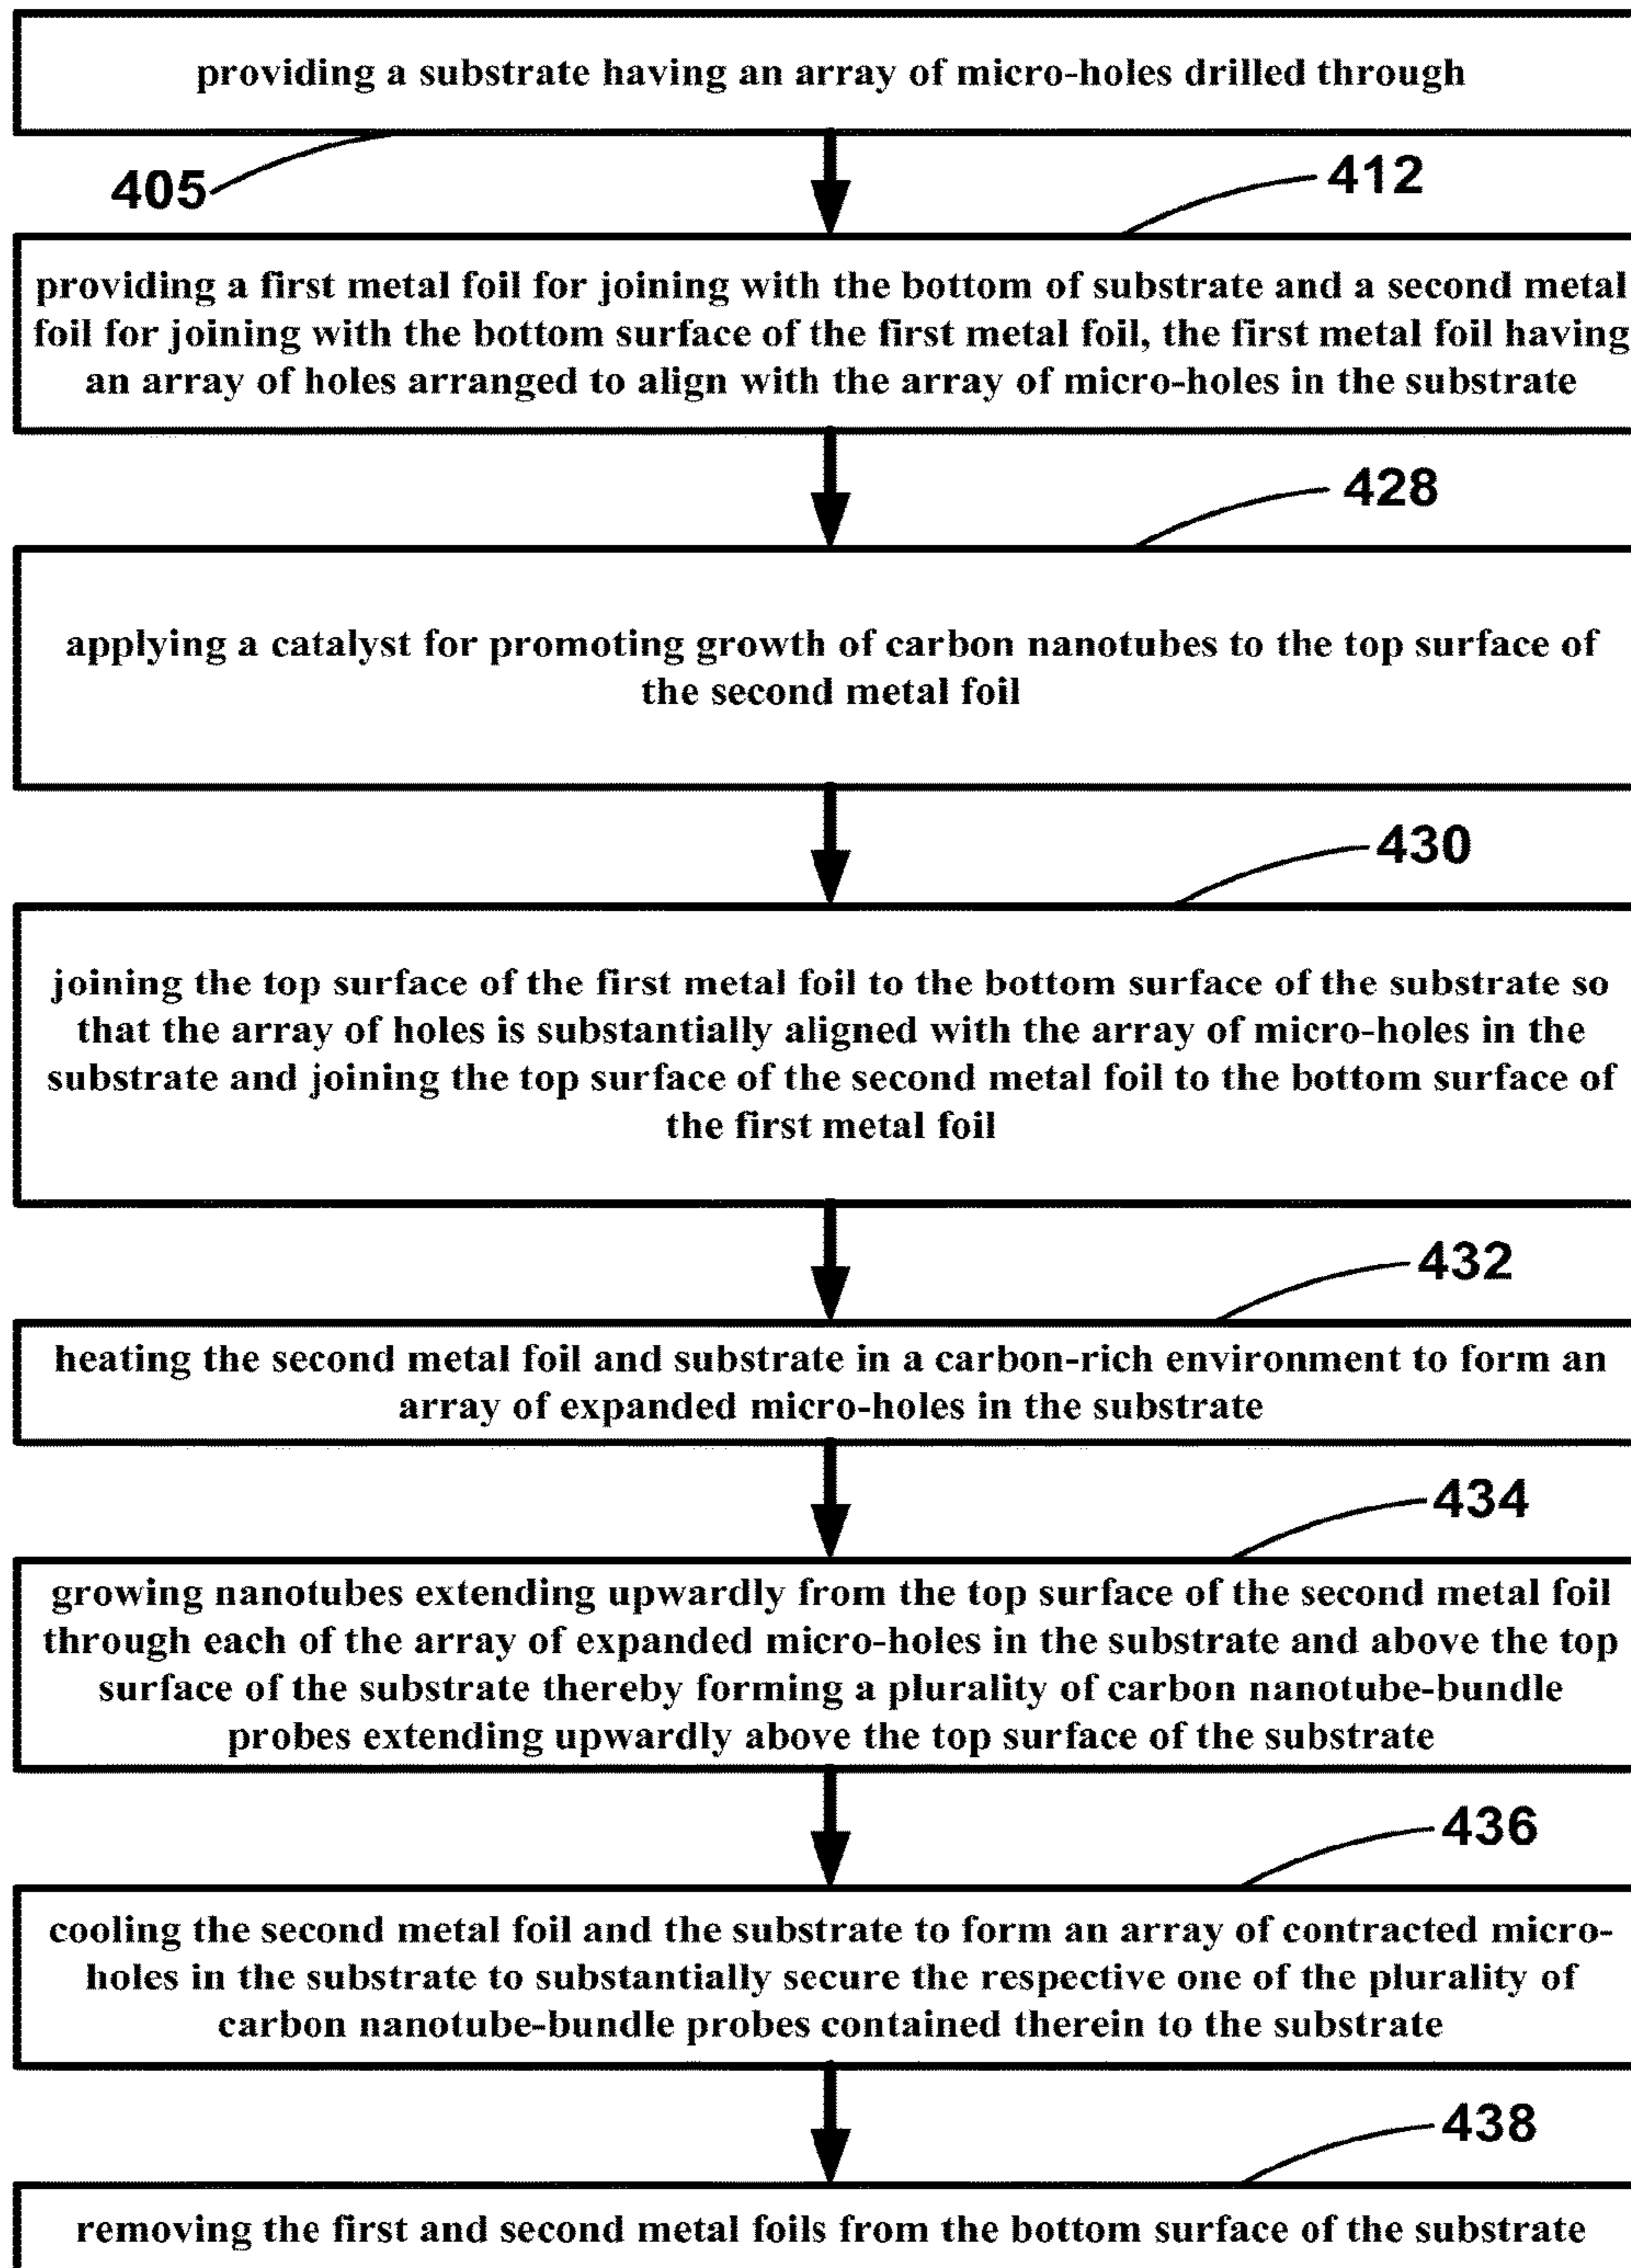 providing a substrate having an array of micro-holes drilled through
405
412
providing a first metal foil for joining with the bottom of substrate and a second metal
foil for joining with the bottom surface of the first metal foil, the first metal foil having
an array of holes arranged to align with the array of micro-holes in the substrate
428
applying a catalyst for promoting growth of carbon nanotubes to the top surface of
the second metal foil
430
joining the top surface of the first metal foil to the bottom surface of the substrate so
that the array of holes is substantially aligned with the array of micro-holes in the
substrate and joining the top surface of the second metal foil to the bottom surface of
the first metal foil
432
heating the second metal foil and substrate in a carbon-rich environment to form an
array of expanded micro-holes in the substrate
434
growing nanotubes extending upwardly from the top surface of the second metal foil
through each of the array of expanded micro-holes in the substrate and above the top
surface of the substrate thereby forming a plurality of carbon nanotube-bundle
probes extending upwardly above the top surface of the substrate
436
cooling the second metal foil and the substrate to form an array of contracted micro-
holes in the substrate to substantially secure the respective one of the plurality of
carbon nanotube-bundle probes contained therein to the substrate
438
removing the first and second metal foils from the bottom surface of the substrate